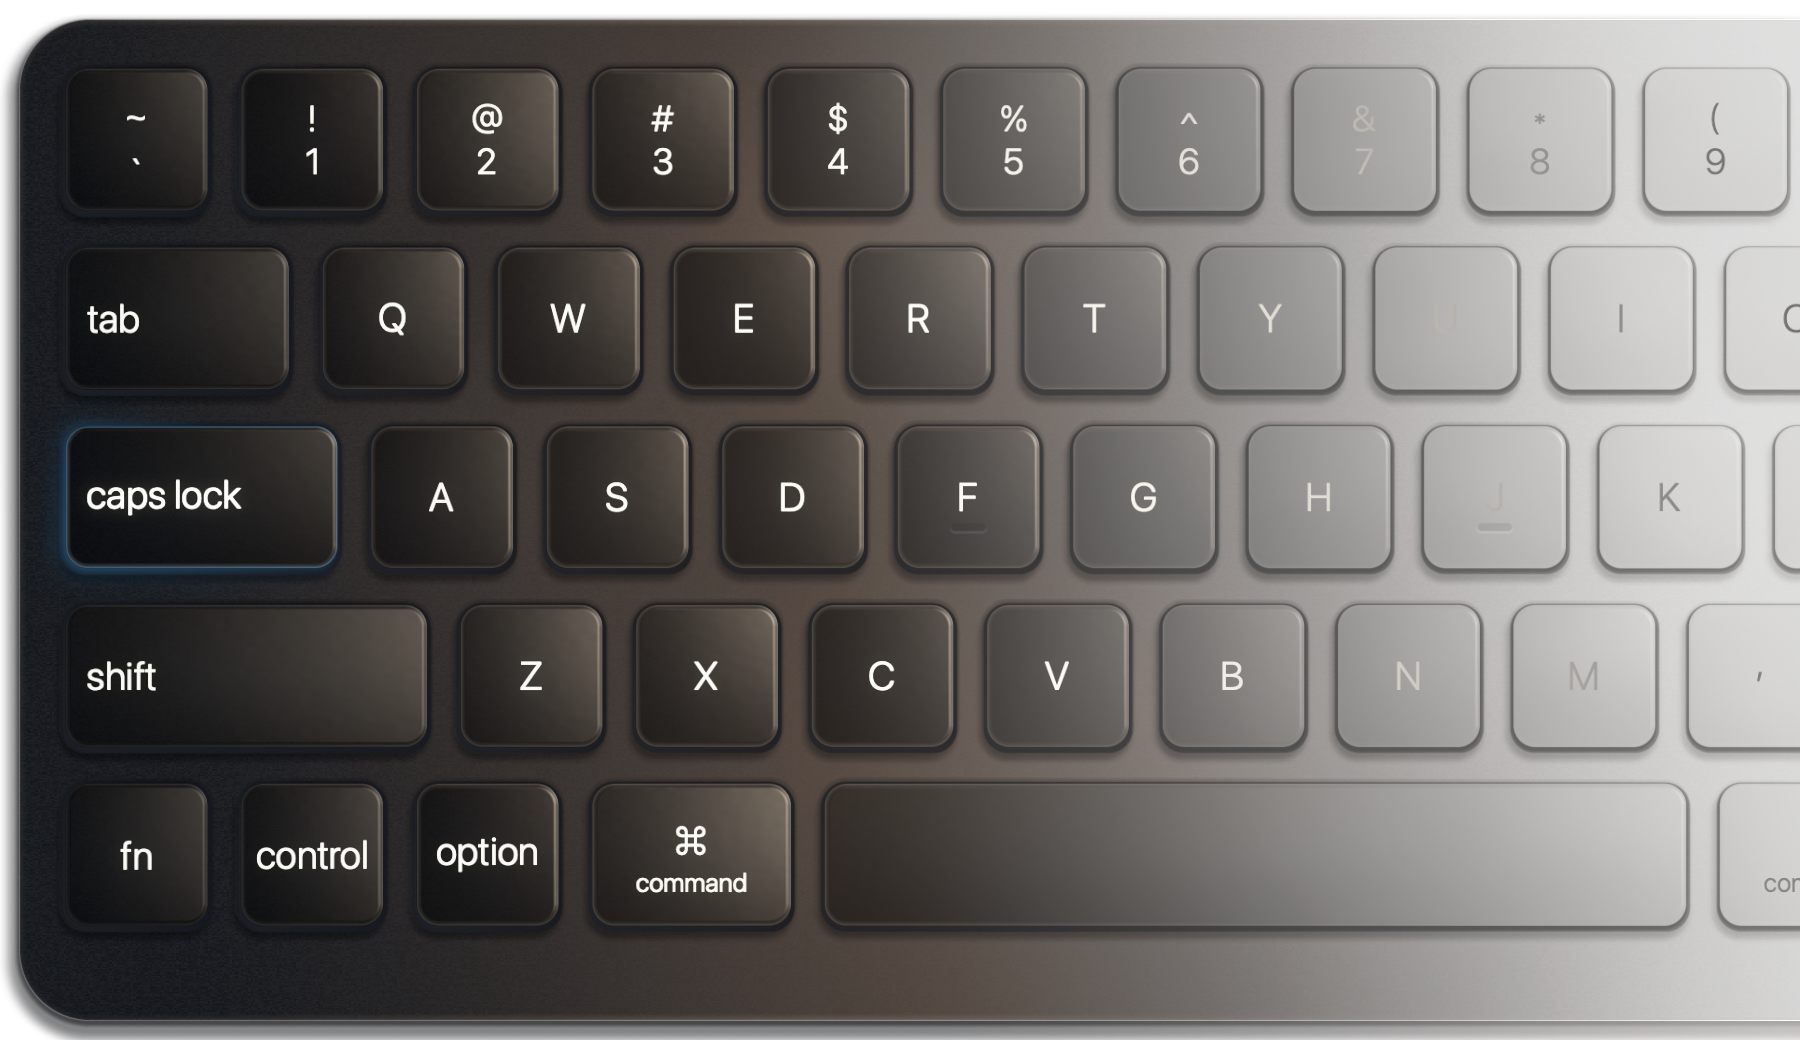 ~ ! @ # $ % ^ & * (
` 1 2 3 4 5 6 7 8 9
tab Q W E R T Y U I
caps lock A S D F G H J K
shift Z X C V B N M ,
fn control option ⌘
command